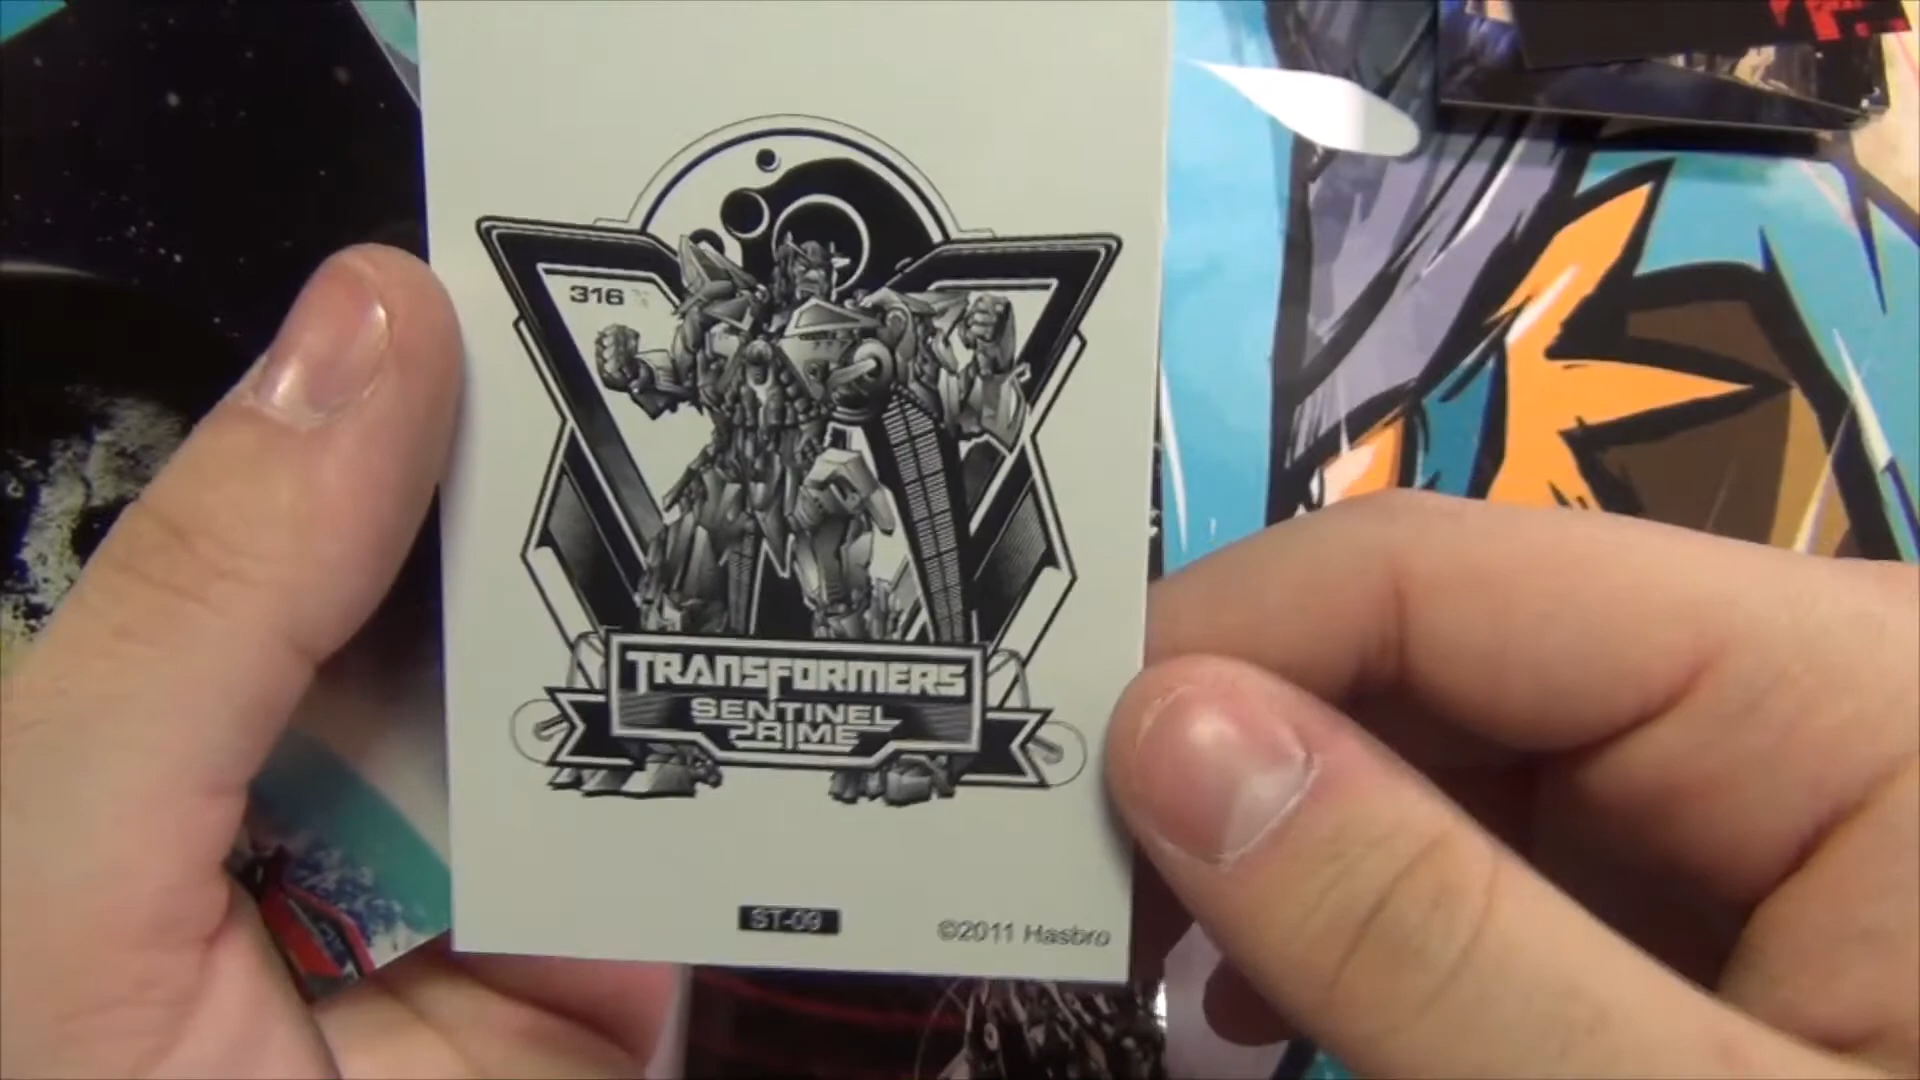 316
TRANSFORMERS
SENTINEL
PRIME
ST-09
©2011 Hasbro